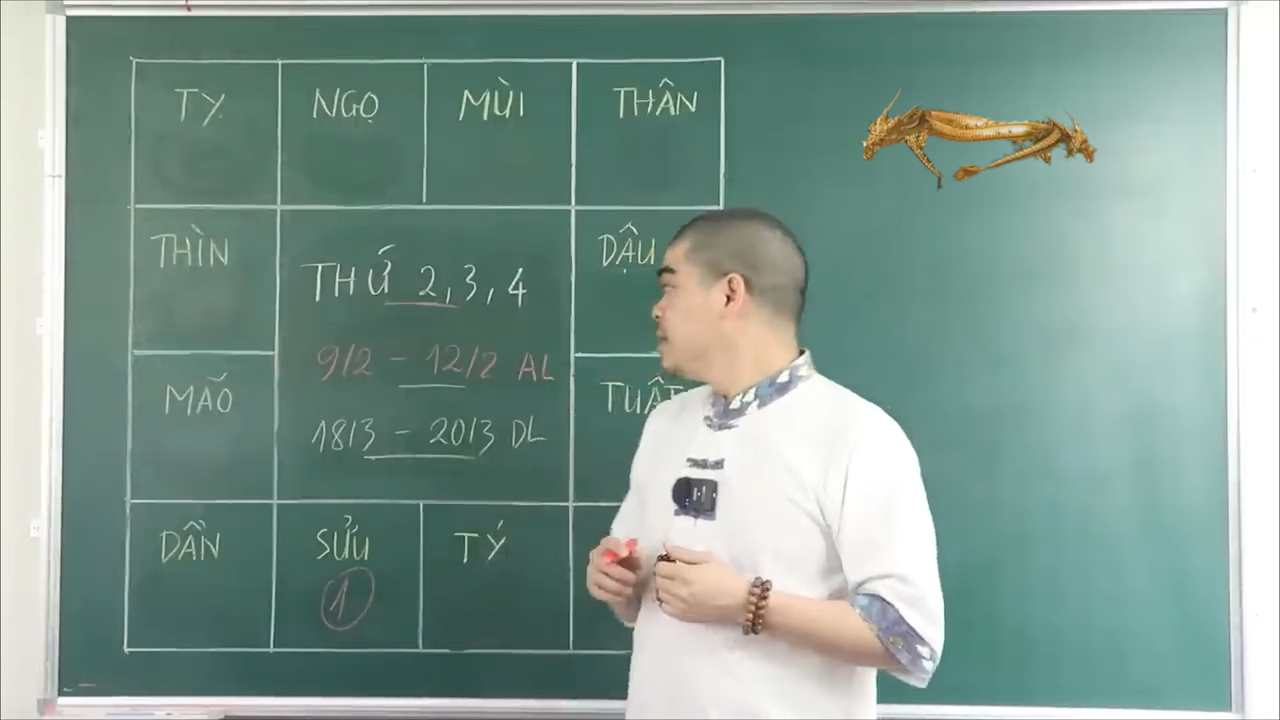 TỴ NGỌ MÙI THÂN
THÌN
DẬU
THỨ 2,3,4
9/2 - 12/2 AL
MÃO
18/3 - 20/3 DL
DẦN SỬU TÝ
1